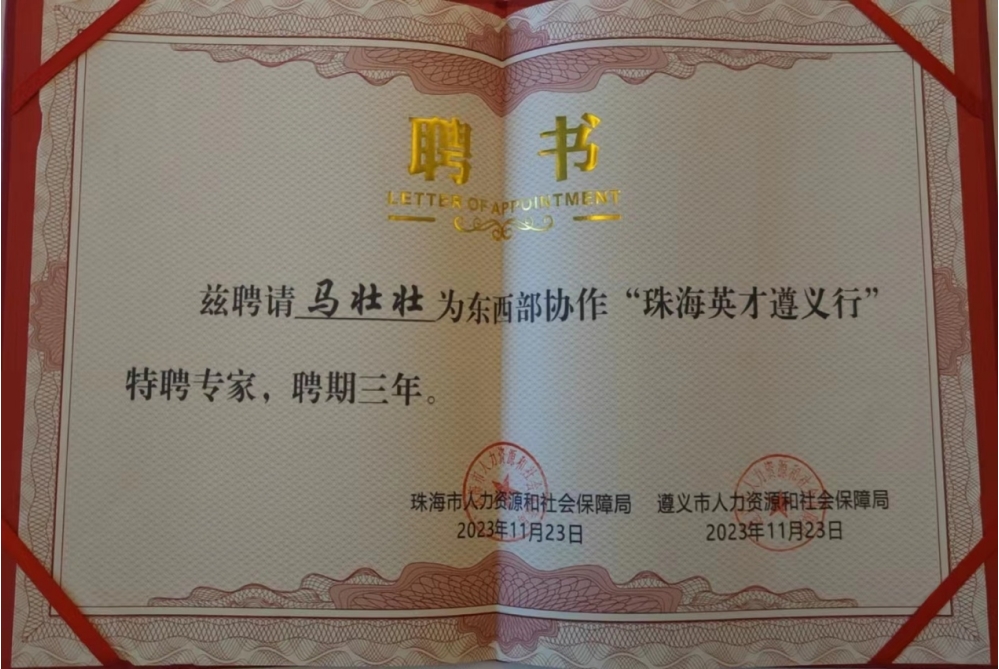 聘 书
LETTER OF APPOINTMENT
兹聘请 马壮壮 为东西部协作“珠海英才遵义行”
特聘专家，聘期三年。
珠海市人力资源和社会保障局 遵义市人力资源和社会保障局
2023年11月23日 2023年11月23日